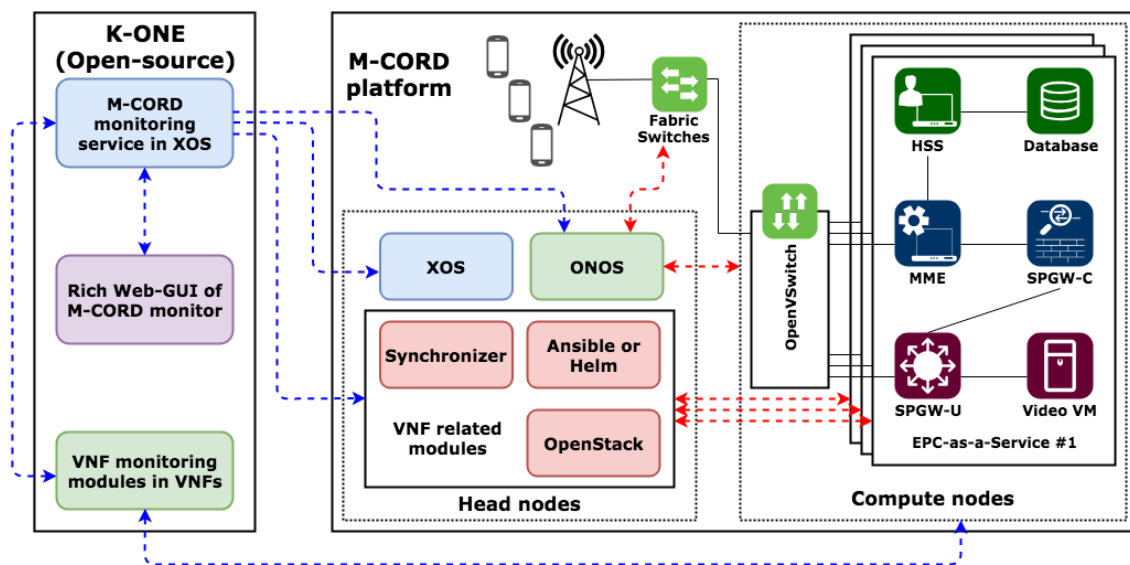 K-ONE
(Open-source)
M-CORD
monitoring
service in XOS
Rich Web-GUI of
M-CORD monitor
VNF monitoring
modules in VNFs
M-CORD
platform
Fabric
Switches
XOS
ONOS
Synchronizer
Ansible or
Helm
VNF related
modules
OpenStack
Head nodes
OpenVSwitch
HSS
Database
MME
SPGW-C
SPGW-U
Video VM
EPC-as-a-Service #1
Compute nodes